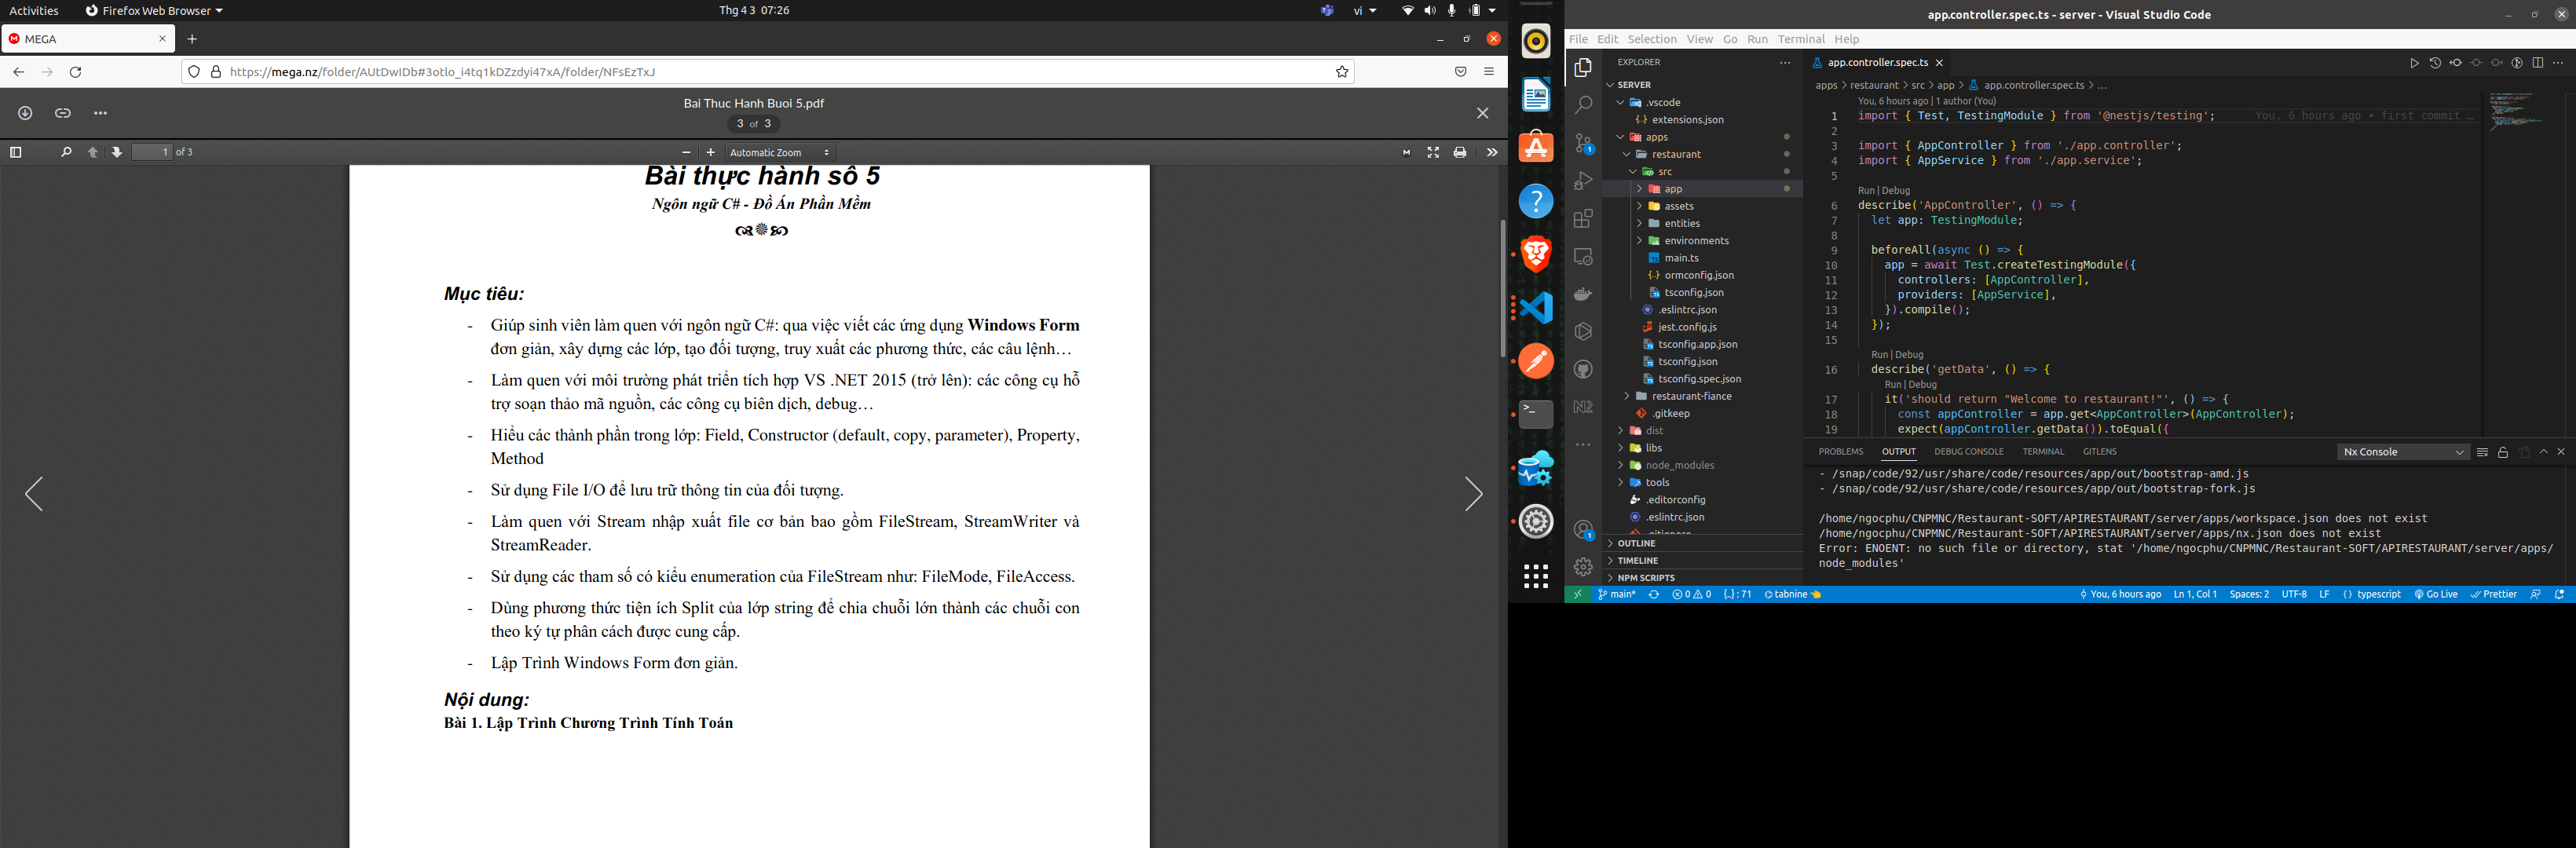 Activities
Firefox Web Browser
Thg 4 3 07:26
vi
MEGA
https://mega.nz/folder/AUtDwIDb#3otlo_i4tq1kDZzdyi47xA/folder/NFsEzTxJ
Bai Thuc Hanh Buoi 5.pdf
3 of 3
1 of 3
Automatic Zoom
Bài thực hành số 5
Ngôn ngữ C# - Đồ Án Phần Mềm
Mục tiêu:
- Giúp sinh viên làm quen với ngôn ngữ C#: qua việc viết các ứng dụng Windows Form
đơn giản, xây dựng các lớp, tạo đối tượng, truy xuất các phương thức, các câu lệnh…
- Làm quen với môi trường phát triển tích hợp VS .NET 2015 (trở lên): các công cụ hỗ
trợ soạn thảo mã nguồn, các công cụ biên dịch, debug…
- Hiểu các thành phần trong lớp: Field, Constructor (default, copy, parameter), Property,
Method
- Sử dụng File I/O để lưu trữ thông tin của đối tượng.
- Làm quen với Stream nhập xuất file cơ bản bao gồm FileStream, StreamWriter và
StreamReader.
- Sử dụng các tham số có kiểu enumeration của FileStream như: FileMode, FileAccess.
- Dùng phương thức tiện ích Split của lớp string để chia chuỗi lớn thành các chuỗi con
theo ký tự phân cách được cung cấp.
- Lập Trình Windows Form đơn giản.
Nội dung:
Bài 1. Lập Trình Chương Trình Tính Toán
app.controller.spec.ts - server - Visual Studio Code
File Edit Selection View Go Run Terminal Help
EXPLORER
SERVER
.vscode
extensions.json
apps
restaurant
src
app
assets
entities
environments
main.ts
ormconfig.json
tsconfig.json
.eslintrc.json
jest.config.js
tsconfig.app.json
tsconfig.json
tsconfig.spec.json
restaurant-fiance
.gitkeep
dist
libs
node_modules
tools
.editorconfig
.eslintrc.json
.gitignore
OUTLINE
TIMELINE
NPM SCRIPTS
app.controller.spec.ts
apps > restaurant > src > app > app.controller.spec.ts > ...
You, 6 hours ago | 1 author (You)
1 import { Test, TestingModule } from '@nestjs/testing'; You, 6 hours ago • first commit …
2
3 import { AppController } from './app.controller';
4 import { AppService } from './app.service';
5
Run | Debug
6 describe('AppController', () => {
7 let app: TestingModule;
8
9 beforeAll(async () => {
10 app = await Test.createTestingModule({
11 controllers: [AppController],
12 providers: [AppService],
13 }).compile();
14 });
15
Run | Debug
16 describe('getData', () => {
Run | Debug
17 it('should return "Welcome to restaurant!"', () => {
18 const appController = app.get<AppController>(AppController);
19 expect(appController.getData()).toEqual({
PROBLEMS OUTPUT DEBUG CONSOLE TERMINAL GITLENS
Nx Console
- /snap/code/92/usr/share/code/resources/app/out/bootstrap-amd.js
- /snap/code/92/usr/share/code/resources/app/out/bootstrap-fork.js
/home/ngocphu/CNPMNC/Restaurant-SOFT/APIRESTAURANT/server/apps/workspace.json does not exist
/home/ngocphu/CNPMNC/Restaurant-SOFT/APIRESTAURANT/server/apps/nx.json does not exist
Error: ENOENT: no such file or directory, stat '/home/ngocphu/CNPMNC/Restaurant-SOFT/APIRESTAURANT/server/apps/
node_modules'
main* 0 0 {..} : 71 tabnine
You, 6 hours ago Ln 1, Col 1 Spaces: 2 UTF-8 LF { } typescript Go Live Prettier